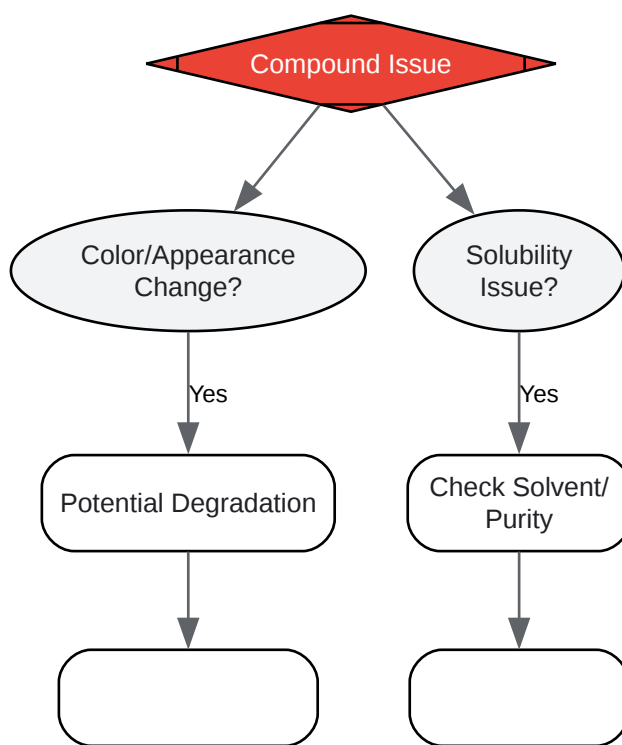 Compound Issue
Color/Appearance
Change?
Solubility
Issue?
Yes
Yes
Potential Degradation
Check Solvent/
Purity